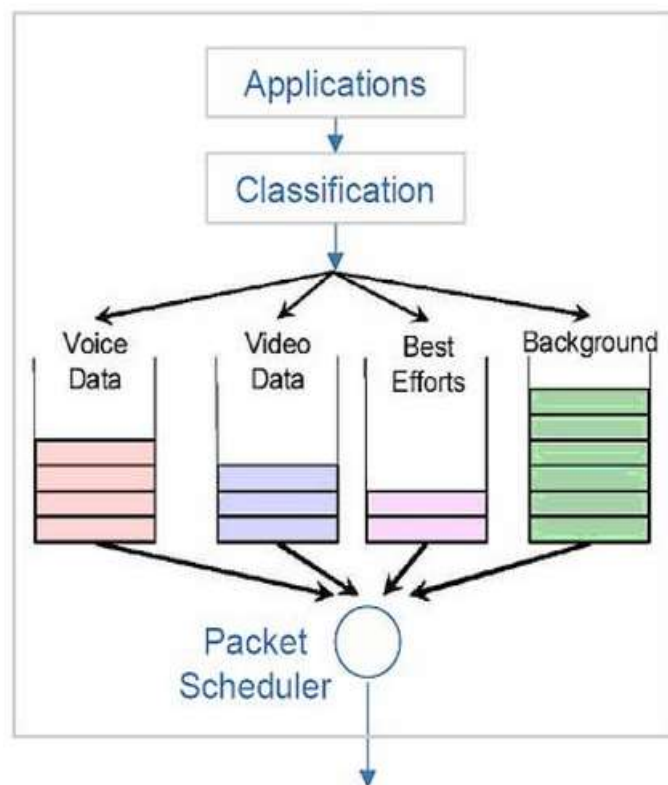 Applications
Classification
Voice
Data
Video
Data
Best
Efforts
Background
Packet
Scheduler